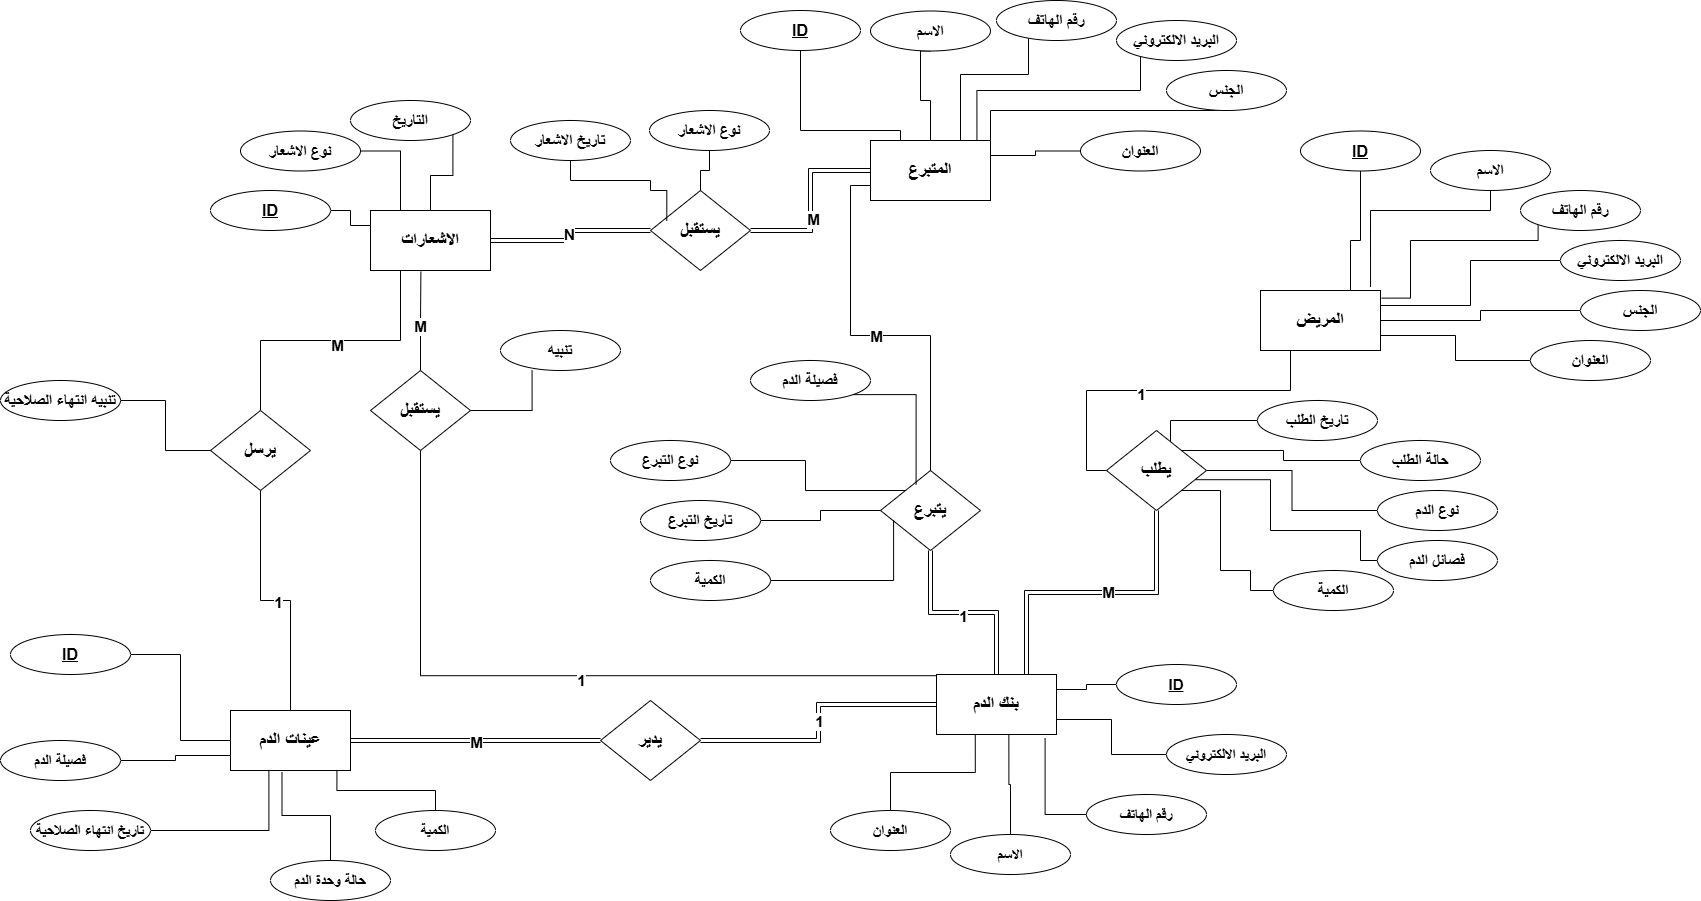 ID
الاسم
رقم الهاتف
البريد الالكتروني
الجنس
العنوان
المتبرع
التاريخ
نوع الاشعار
ID
الاشعارات
تاريخ الاشعار
نوع الاشعار
يستقبل
N
M
ID
الاسم
رقم الهاتف
البريد الالكتروني
الجنس
العنوان
المريض
M
M
M
1
تنبيه
يستقبل
تنبيه انتهاء الصلاحية
يرسل
فصيلة الدم
نوع التبرع
تاريخ التبرع
الكمية
يتبرع
تاريخ الطلب
حالة الطلب
نوع الدم
فصائل الدم
الكمية
يطلب
1
1
M
1
ID
عينات الدم
فصيلة الدم
تاريخ انتهاء الصلاحية
حالة وحدة الدم
الكمية
M
يدير
1
بنك الدم
ID
البريد الالكتروني
رقم الهاتف
الاسم
العنوان